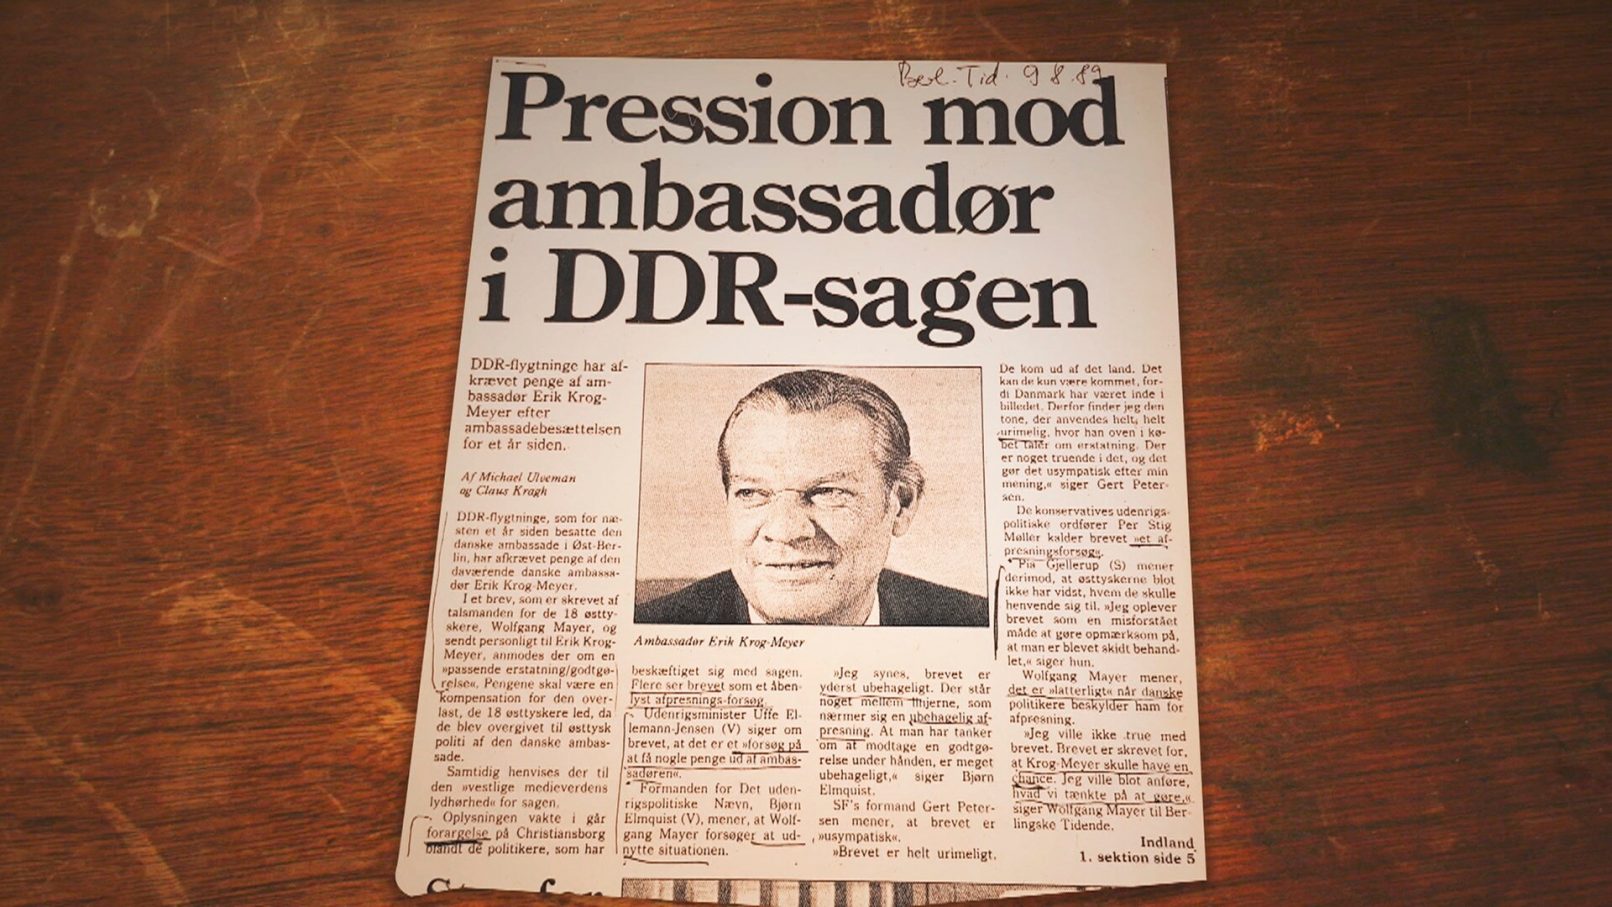 Berl. Tid. 9 8 89
Pression mod
ambassadør
i DDR-sagen
DDR-flygtninge har af-
krævet penge af am-
bassadør Erik Krog-
Meyer efter
ambassadebesættelsen
for et år siden.
Af Michael Ulveman
og Claus Kragh
DDR-flygtninge, som for næ-
sten et år siden besatte den
danske ambassade i Øst-Ber-
lin, har afkrævet penge af den
daværende danske ambassa-
dør Erik Krog-Meyer.
I et brev, som er skrevet af
talsmanden for de 18 østty-
skere, Wolfgang Mayer, og
sendt personligt til Erik Krog-
Meyer, anmodes der om en
»passende erstatning/godtgø-
relse«. Pengene skal være en
kompensation for den over-
last, de 18 østtyskere led, da
de blev overgivet til østtysk
politi af den danske ambas-
sade.
Samtidig henvises der til
den »vestlige medieverdens
lydhørhed« for sagen.
Oplysningen vakte i går
forargelse på Christiansborg
blandt de politikere, som har
Ambassadør Erik Krog-Meyer
beskæftiget sig med sagen.
Flere ser brevet som et åben-
lyst afpresnings-forsøg.
Udenrigsminister Uffe El-
lemann-Jensen (V) siger om
brevet, at det er et »forsøg på
at få nogle penge ud af ambas-
sadøren«.
Formanden for Det uden-
rigspolitiske Nævn, Bjørn
Elmquist (V), mener, at Wolf-
gang Mayer forsøger at ud-
nytte situationen.
»Jeg synes, brevet er
yderst ubehageligt. Der står
noget mellem linjerne, som
nærmer sig en ubehagelig af-
presning. At man har tanker
om at modtage en godtgø-
relse under hånden, er meget
ubehageligt,« siger Bjørn
Elmquist.
SF's formand Gert Peter-
sen mener, at brevet er
»usympatisk«.
»Brevet er helt urimeligt.
De kom ud af det land. Det
kan de kun være kommet, for-
di Danmark har været inde i
billedet. Derfor finder jeg den
tone, der anvendes helt, helt
urimelig, hvor han oven i kø-
bet taler om erstatning. Der
er noget truende i det, og det
gør det usympatisk efter min
mening,« siger Gert Peter-
sen.
De konservatives udenrigs-
politiske ordfører Per Stig
Møller kalder brevet »et af-
presningsforsøg«.
Pia Gjellerup (S) mener
derimod, at østtyskerne blot
ikke har vidst, hvem de skulle
henvende sig til. »Jeg oplever
brevet som en misforstået
måde at gøre opmærksom på,
at man er blevet skidt behand-
let,« siger hun.
Wolfgang Mayer mener,
det er »latterligt« når danske
politikere beskylder ham for
afpresning.
»Jeg ville ikke true med
brevet. Brevet er skrevet for,
at Krog-Meyer skulle have en
chance. Jeg ville blot anføre,
hvad vi tænkte på at gøre,«
siger Wolfgang Mayer til Ber-
lingske Tidende.
Indland
1. sektion side 5